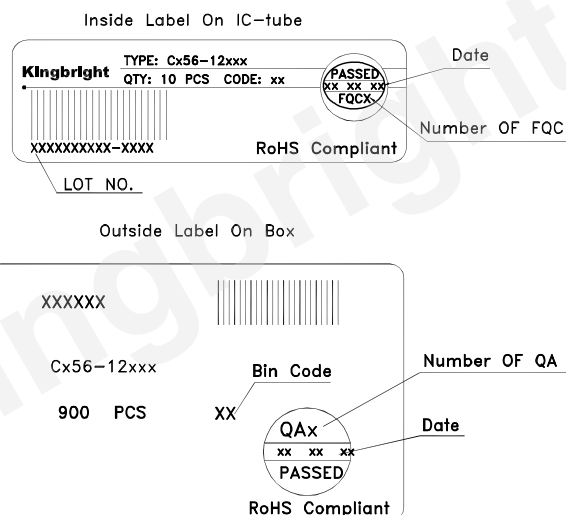 Inside Label On IC-tube
TYPE: Cx56-12xxx
Kingbright
QTY: 10 PCS CODE: xx
PASSED
xx xx xx
FQCX
Date
Number OF FQC
XXXXXXXXXX-XXXX
RoHS Compliant
LOT NO.
Outside Label On Box
XXXXXX
Cx56-12xxx
Bin Code
Number OF QA
900 PCS
XX
QAx
Date
xx xx xx
PASSED
RoHS Compliant